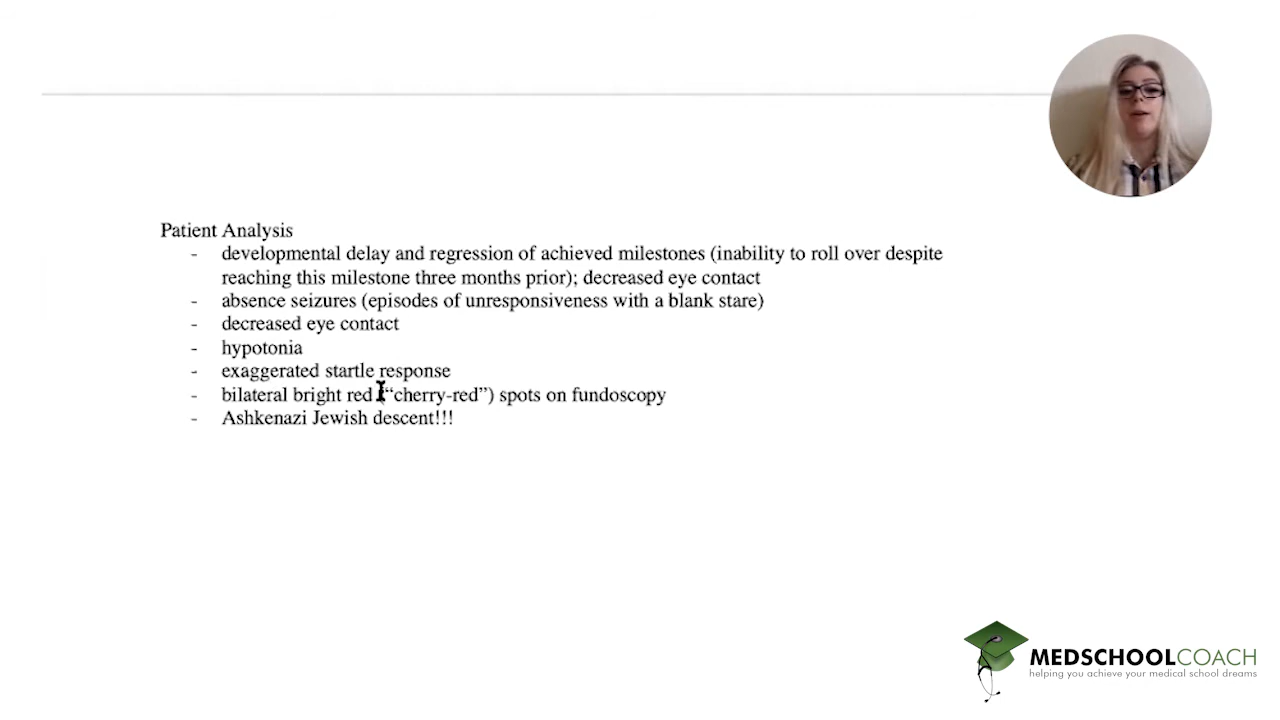 Patient Analysis
- developmental delay and regression of achieved milestones (inability to roll over despite
reaching this milestone three months prior); decreased eye contact
- absence seizures (episodes of unresponsiveness with a blank stare)
- decreased eye contact
- hypotonia
- exaggerated startle response
- bilateral bright red (“cherry-red”) spots on fundoscopy
- Ashkenazi Jewish descent!!!
MEDSCHOOLCOACH
helping you achieve your medical school dreams